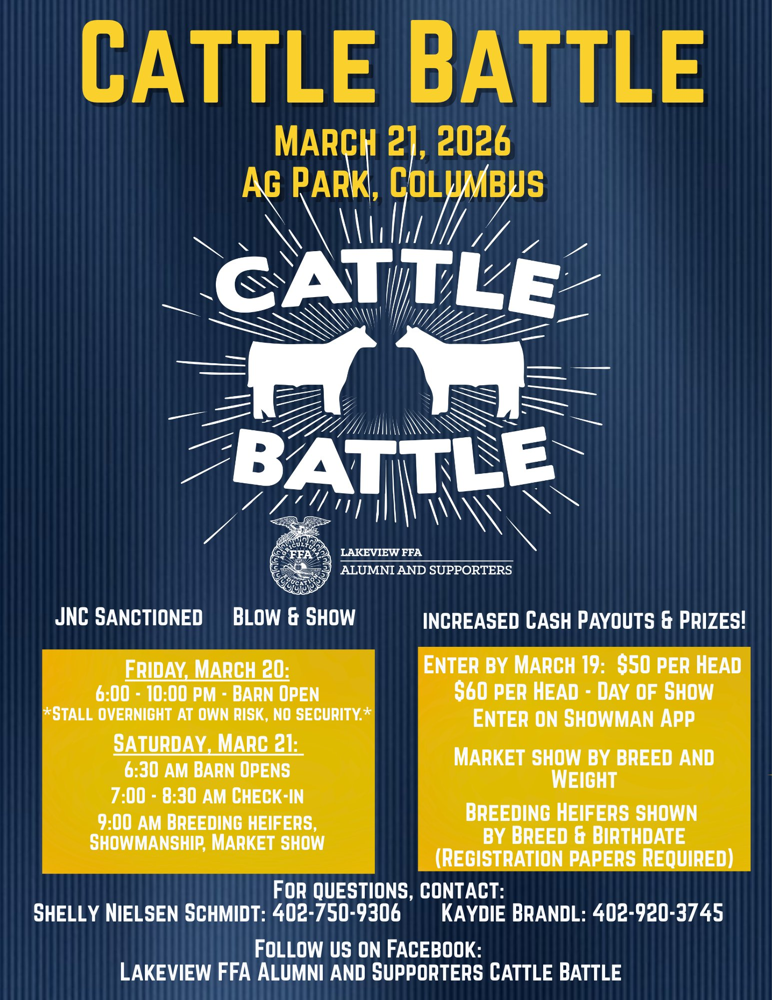 Cattle Battle
March 21, 2026
Ag Park, Columbus
CATTLE
BATTLE
AGRICULTURAL
FFA
EDUCATION
LAKEVIEW FFA
ALUMNI AND SUPPORTERS
JNC Sanctioned
Blow & Show
increased Cash Payouts & Prizes!
Friday, March 20:
6:00 - 10:00 pm - Barn Open
*Stall overnight at own risk, no security.*
Saturday, Marc 21:
6:30 am Barn Opens
7:00 - 8:30 am Check-in
9:00 am Breeding heifers,
Showmanship, Market show
Enter by March 19: $50 per Head
$60 per Head - Day of Show
Enter on Showman App
Market show by breed and
Weight
Breeding Heifers shown
by Breed & Birthdate
(Registration papers Required)
For questions, contact:
Shelly Nielsen Schmidt: 402-750-9306
Kaydie Brandl: 402-920-3745
Follow us on Facebook:
Lakeview FFA Alumni and Supporters Cattle Battle